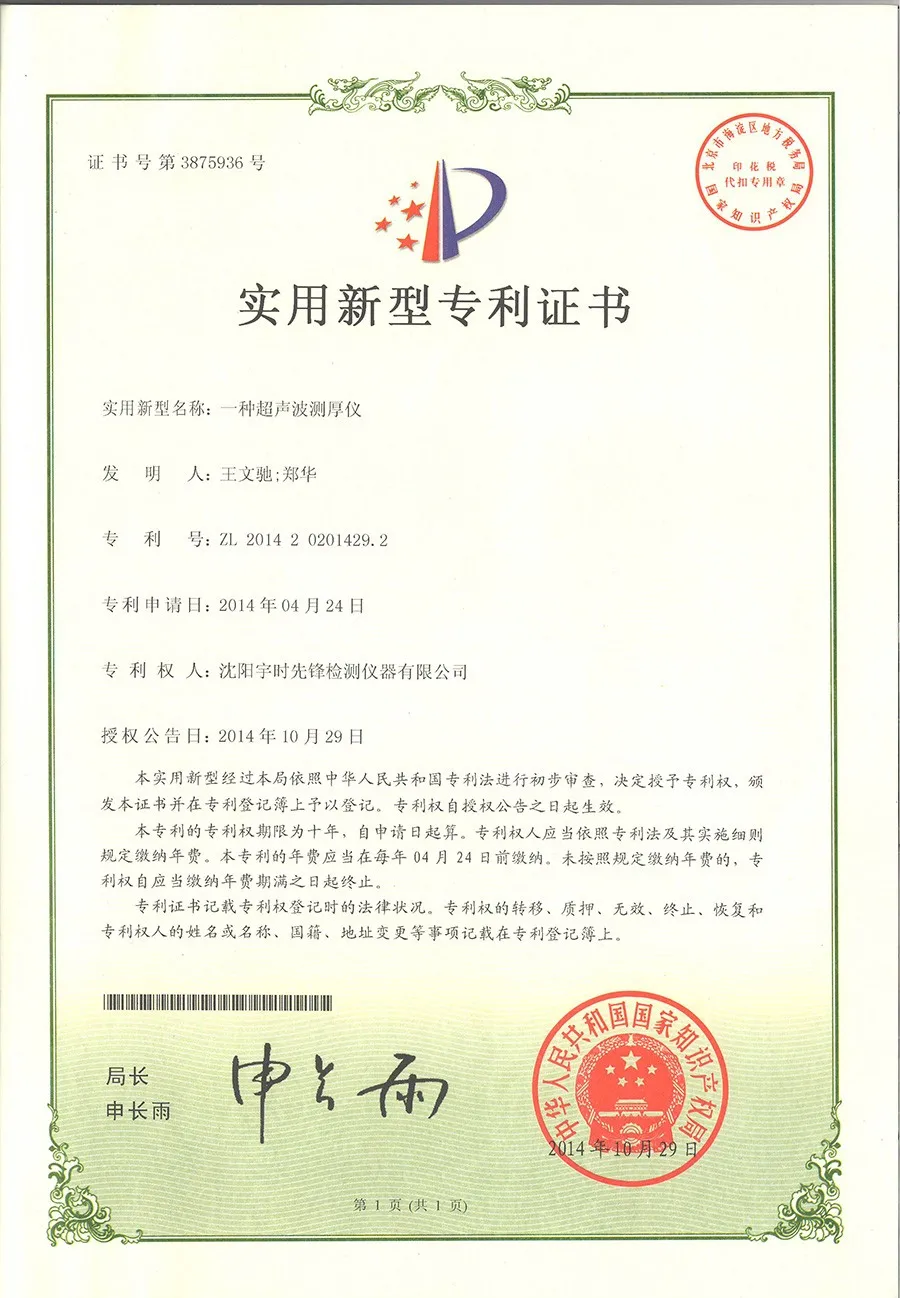 证书号第3875936号
北京市海淀区地方税务局
印花税
代扣专用章
国家知识产权局
实用新型专利证书
实用新型名称：一种超声波测厚仪
发明人：王文驰;郑华
专利号：ZL 2014 2 0201429.2
专利申请日：2014年04月24日
专利权人：沈阳宇时先锋检测仪器有限公司
授权公告日：2014年10月29日
本实用新型经过本局依照中华人民共和国专利法进行初步审查，决定授予专利权，颁
发本证书并在专利登记簿上予以登记。专利权自授权公告之日起生效。
本专利的专利权期限为十年，自申请日起算。专利权人应当依照专利法及其实施细则
规定缴纳年费。本专利的年费应当在每年04月24日前缴纳。未按照规定缴纳年费的，专
利权自应当缴纳年费期满之日起终止。
专利证书记载专利权登记时的法律状况。专利权的转移、质押、无效、终止、恢复和
专利权人的姓名或名称、国籍、地址变更等事项记载在专利登记簿上。
局长
申长雨
申长雨
中华人民共和国国家知识产权局
2014年10月29日
第1页(共1页)